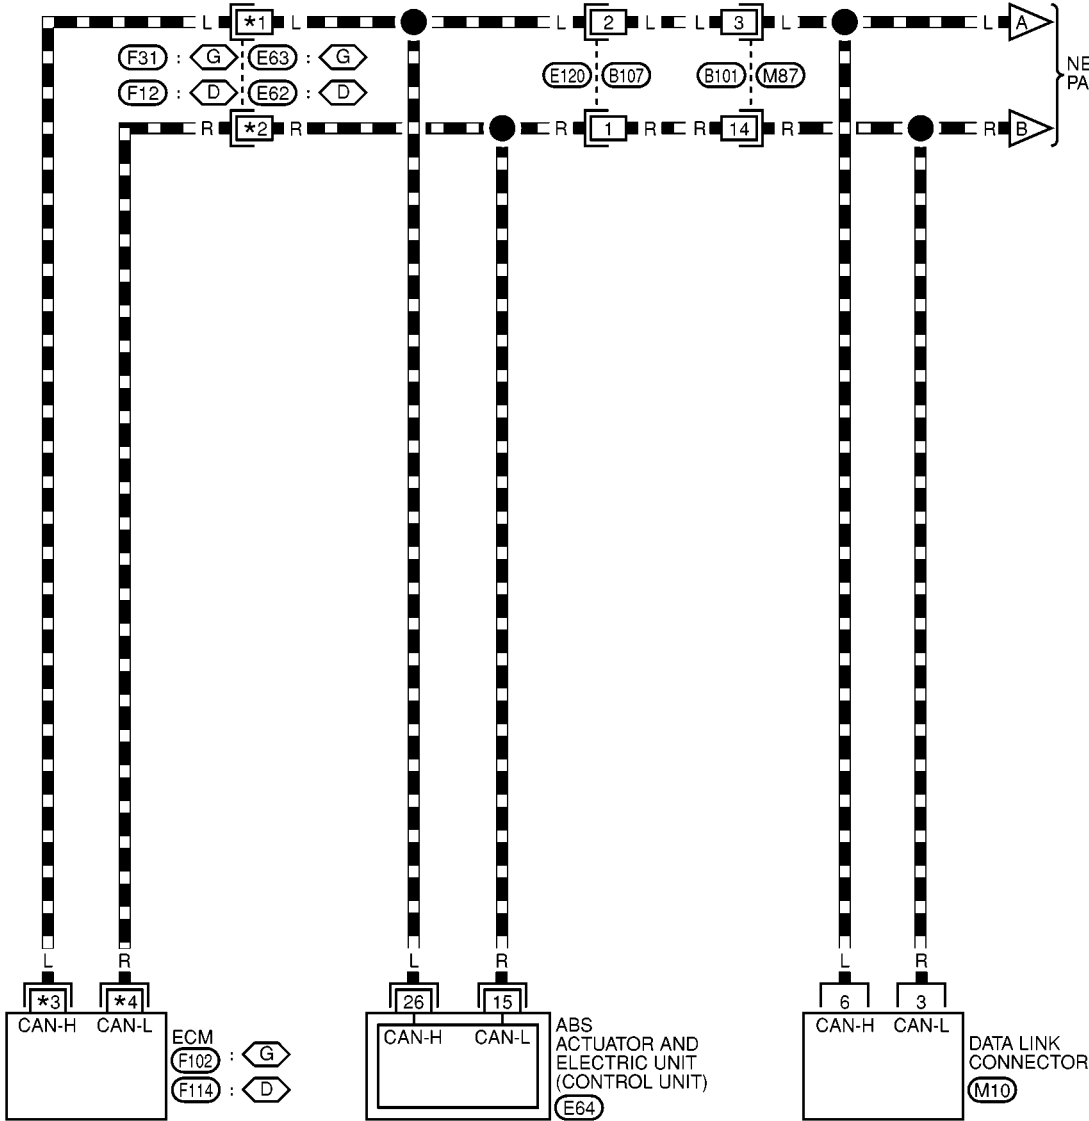 L *1 L L 2 L L 3 L L A
F31 : G E63 : G
F12 : D E62 : D
E120 B107 B101 M87
NE
PA
R *2 R R 1 R R 14 R R B
L R L R L R
*3 *4 26 15 6 3
CAN-H CAN-L
ECM
F102 : G
F114 : D
CAN-H CAN-L
ABS
ACTUATOR AND
ELECTRIC UNIT
(CONTROL UNIT)
E64
CAN-H CAN-L
DATA LINK
CONNECTOR
M10